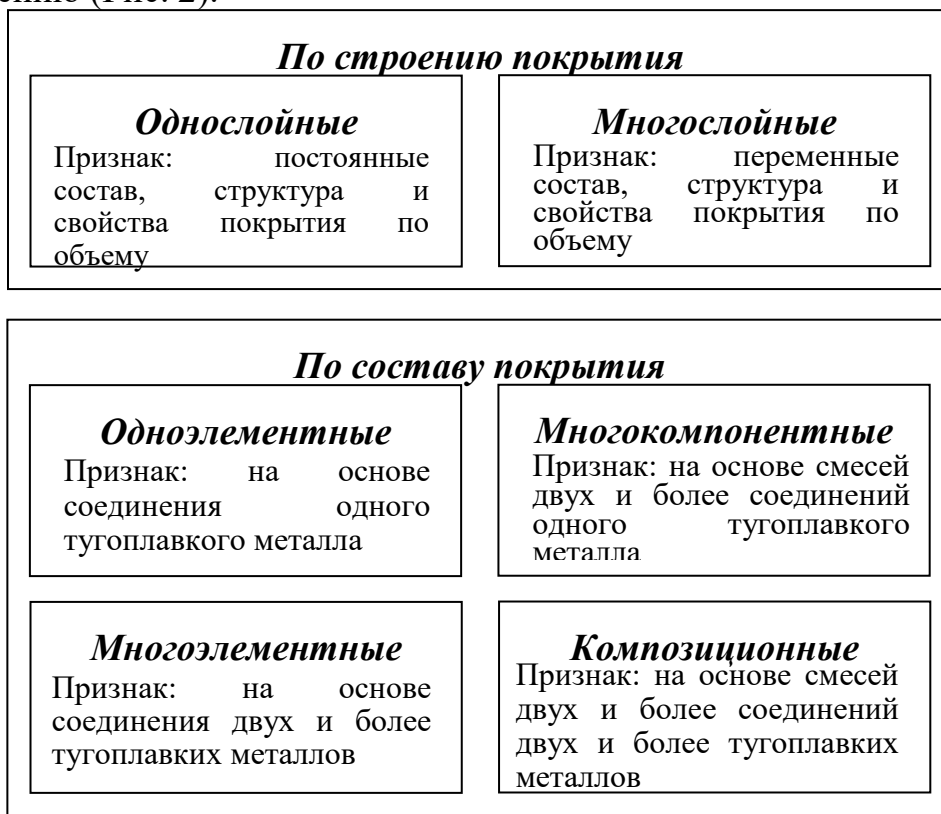 ению (Рис. 2).
По строению покрытия
Однослойные
Признак: постоянные
состав, структура и
свойства покрытия по
объему
Многослойные
Признак: переменные
состав, структура и
свойства покрытия по
объему
По составу покрытия
Одноэлементные
Признак: на основе
соединения одного
тугоплавкого металла
Многокомпонентные
Признак: на основе смесей
двух и более соединений
одного тугоплавкого
металла
Многоэлементные
Признак: на основе
соединения двух и более
тугоплавких металлов
Композиционные
Признак: на основе смесей
двух и более соединений
двух и более тугоплавких
металлов